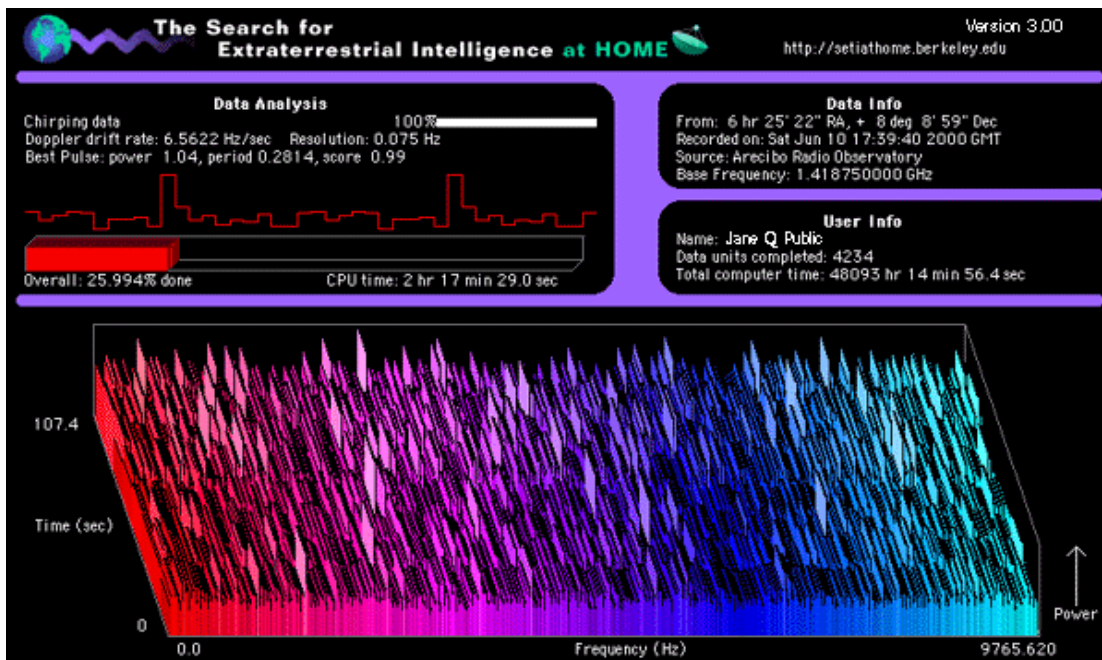 The Search for
Extraterrestrial Intelligence at HOME
Version 3.00
http://setiathome.berkeley.edu
Data Analysis
Chirping data 100%
Doppler drift rate: 6.5622 Hz/sec Resolution: 0.075 Hz
Best Pulse: power 1.04, period 0.2814, score 0.99
Overall: 25.994% done CPU time: 2 hr 17 min 29.0 sec
Data Info
From: 6 hr 25' 22" RA, + 8 deg 8' 59" Dec
Recorded on: Sat Jun 10 17:39:40 2000 GMT
Source: Arecibo Radio Observatory
Base Frequency: 1.418750000 GHz
User Info
Name: Jane Q Public
Data units completed: 4234
Total computer time: 48093 hr 14 min 56.4 sec
107.4
Time (sec)
0
Power
0.0 Frequency (Hz) 9765.620